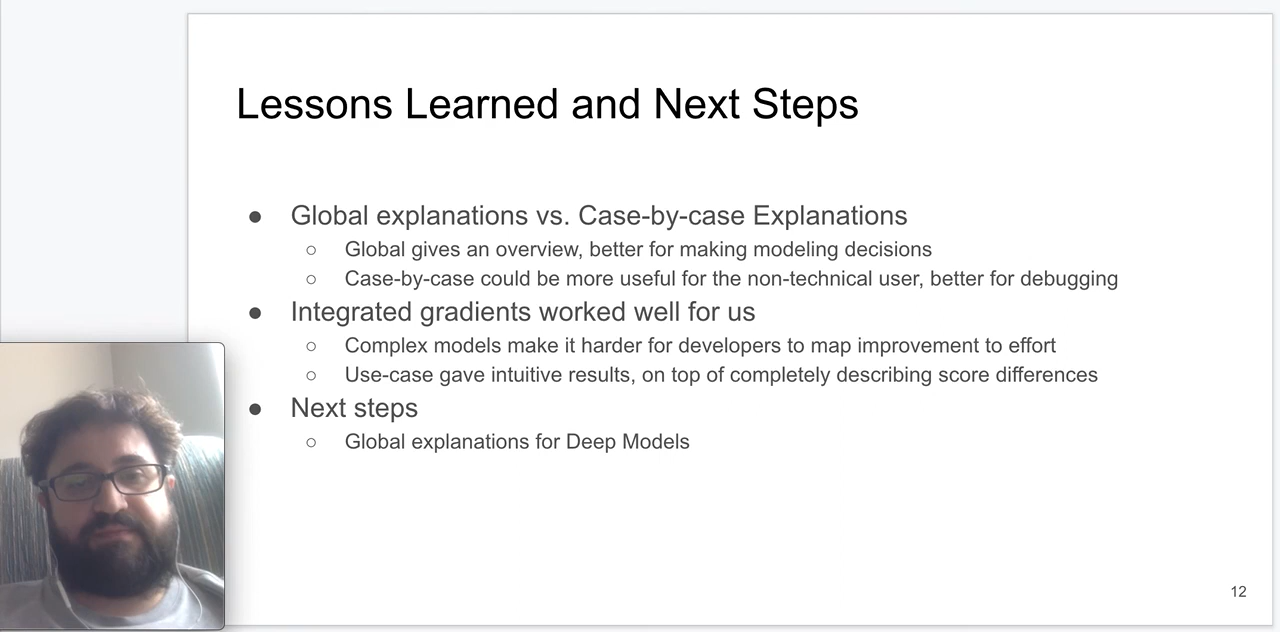 Lessons Learned and Next Steps
● Global explanations vs. Case-by-case Explanations
○ Global gives an overview, better for making modeling decisions
○ Case-by-case could be more useful for the non-technical user, better for debugging
● Integrated gradients worked well for us
○ Complex models make it harder for developers to map improvement to effort
○ Use-case gave intuitive results, on top of completely describing score differences
● Next steps
○ Global explanations for Deep Models
12